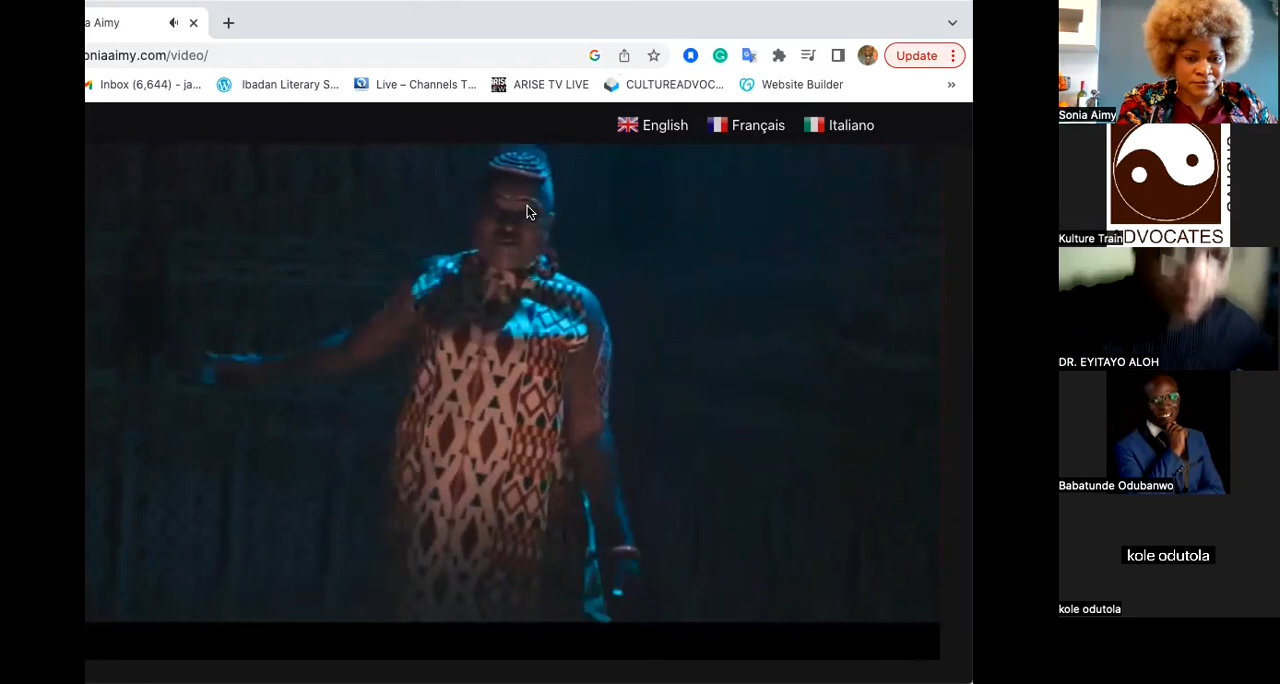 a Aimy
oniaaimy.com/video/
Update
Inbox (6,644) - ja...
Ibadan Literary S...
Live – Channels T...
ARISE TV LIVE
CULTUREADVOC...
Website Builder
»
English
Français
Italiano
Sonia Aimy
Kulture Train
DVOCATES
DR. EYITAYO ALOH
Babatunde Odubanwo
kole odutola
kole odutola